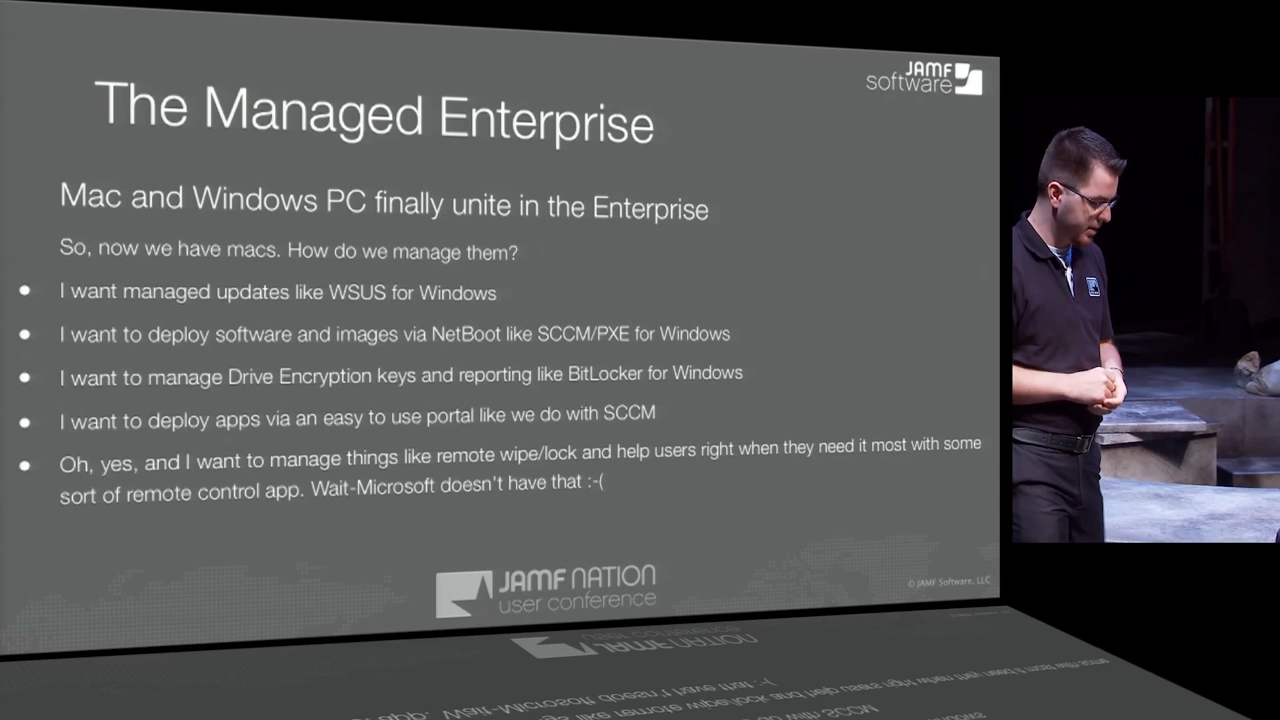 JAMF
software
The Managed Enterprise
Mac and Windows PC finally unite in the Enterprise
So, now we have macs. How do we manage them?
• I want managed updates like WSUS for Windows
• I want to deploy software and images via NetBoot like SCCM/PXE for Windows
• I want to manage Drive Encryption keys and reporting like BitLocker for Windows
• I want to deploy apps via an easy to use portal like we do with SCCM
• Oh, yes, and I want to manage things like remote wipe/lock and help users right when they need it most with some
sort of remote control app. Wait-Microsoft doesn't have that :-(
JAMF NATION
user conference
© JAMF Software, LLC